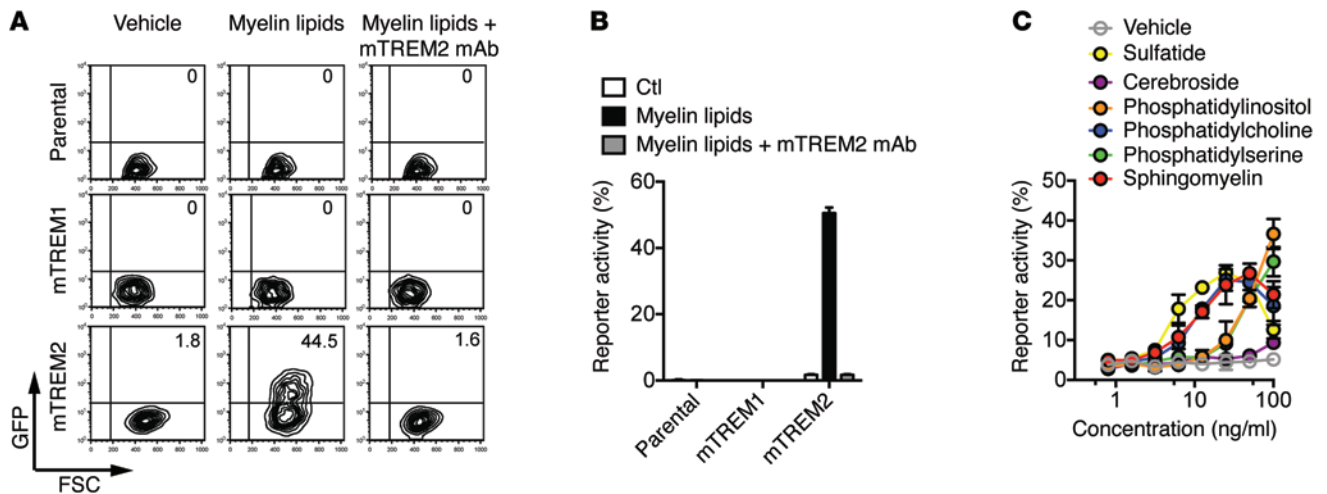 A
Vehicle
Myelin lipids
Myelin lipids +
mTREM2 mAb
Parental
0
0
0
mTREM1
0
0
0
mTREM2
1.8
44.5
1.6
GFP
FSC
B
Ctl
Myelin lipids
Myelin lipids + mTREM2 mAb
Reporter activity (%)
60
40
20
0
Parental
mTREM1
mTREM2
C
Vehicle
Sulfatide
Cerebroside
Phosphatidylinositol
Phosphatidylcholine
Phosphatidylserine
Sphingomyelin
Reporter activity (%)
50
40
30
20
10
0
1
10
100
Concentration (ng/ml)